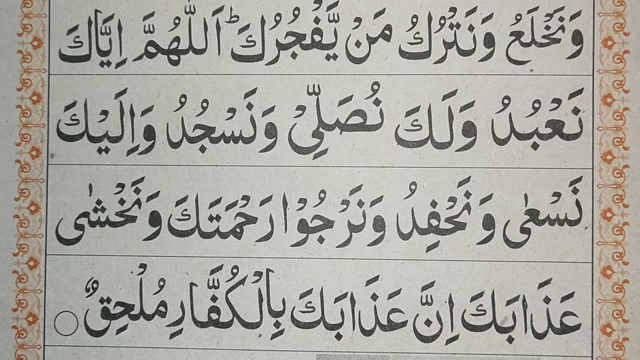 وَنَخْلَعُ وَنَتْرُكُ مَنْ يَّفْجُرُكَ ؕ اَللّٰهُمَّ اِيَّاكَ
نَعْبُدُ وَلَكَ نُصَلِّيْ وَنَسْجُدُ وَاِلَيْكَ
نَسْعٰى وَنَحْفِدُ وَنَرْجُوْا رَحْمَتَكَ وَنَخْشٰى
عَذَابَكَ اِنَّ عَذَابَكَ بِالْكُفَّارِ مُلْحِقٌ ○